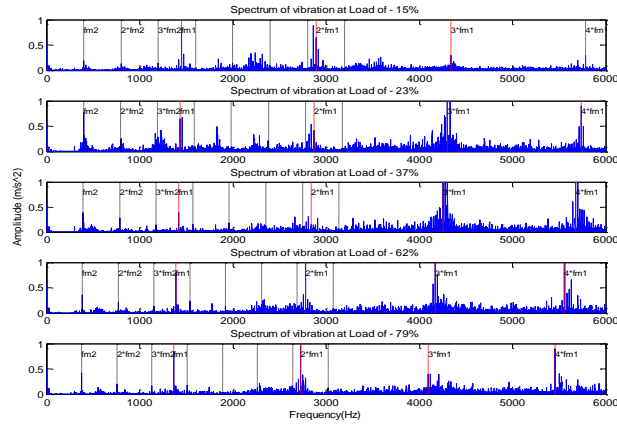 Spectrum of vibration at Load of - 15%
1
0.5
0
fm2 2*fm2 3*fm2 fm1 2*fm1 3*fm1 4*fm1
0 1000 2000 3000 4000 5000 6000
Spectrum of vibration at Load of - 23%
1
0.5
0
fm2 2*fm2 3*fm2 fm1 2*fm1 3*fm1 4*fm1
0 1000 2000 3000 4000 5000 6000
Spectrum of vibration at Load of - 37%
1
0.5
0
fm2 2*fm2 3*fm2 fm1 2*fm1 3*fm1 4*fm1
0 1000 2000 3000 4000 5000 6000
Amplitude (m/s^2)
Spectrum of vibration at Load of - 62%
1
0.5
0
fm2 2*fm2 3*fm2 fm1 2*fm1 3*fm1 4*fm1
0 1000 2000 3000 4000 5000 6000
Spectrum of vibration at Load of - 79%
1
0.5
0
fm2 2*fm2 3*fm2 fm1 2*fm1 3*fm1 4*fm1
0 1000 2000 3000 4000 5000 6000
Frequency(Hz)